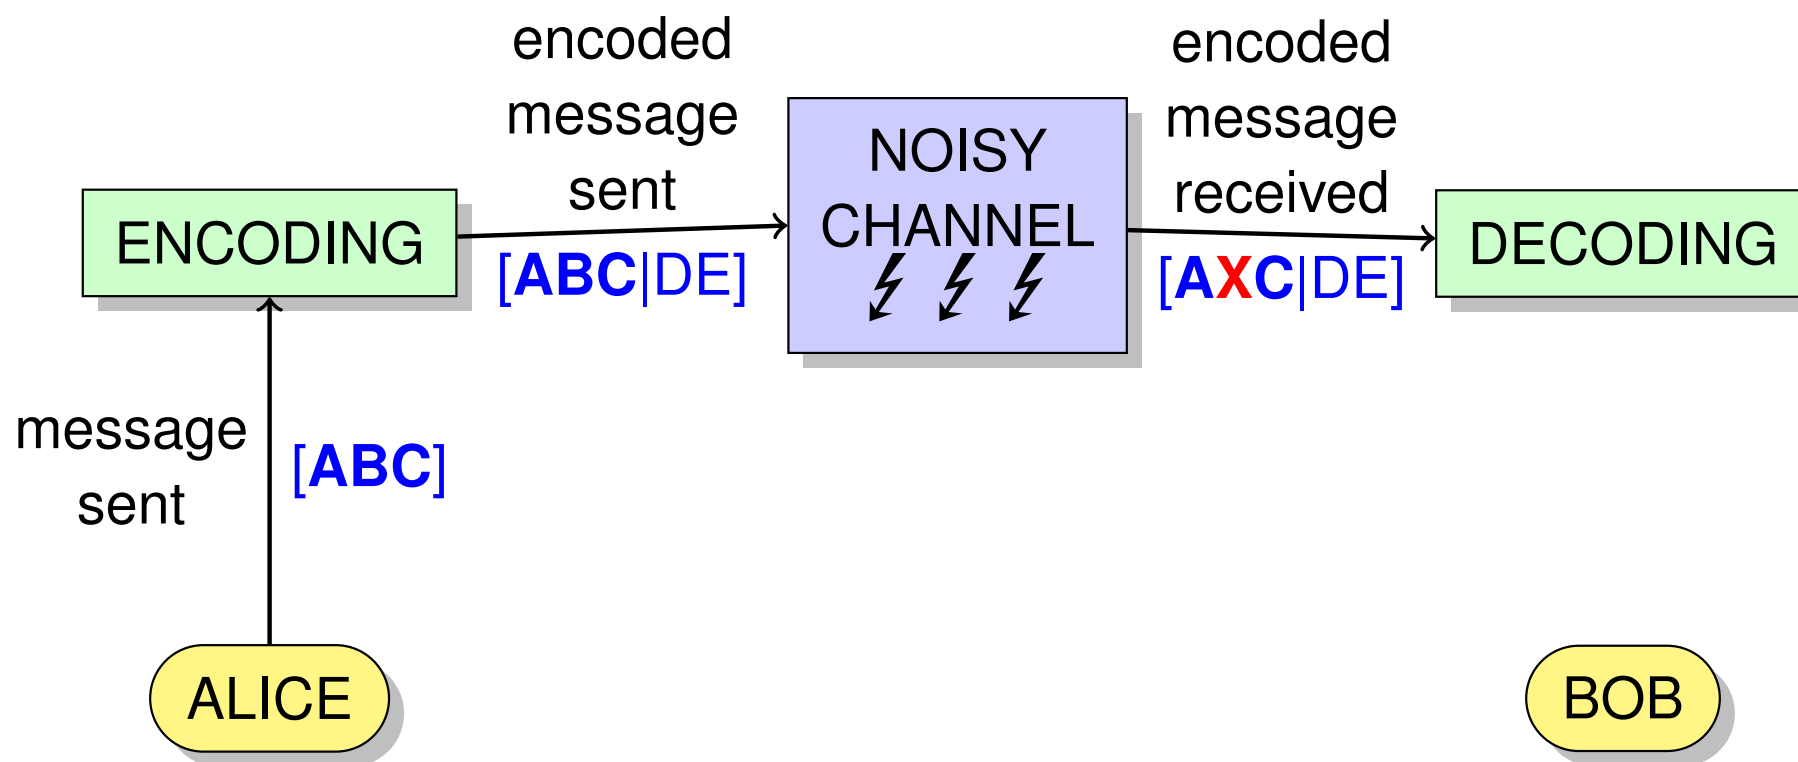 encoded
message
sent
encoded
message
received
NOISY
CHANNEL
ENCODING
[ABC|DE]
[AXC|DE]
DECODING
message
sent
[ABC]
ALICE
BOB